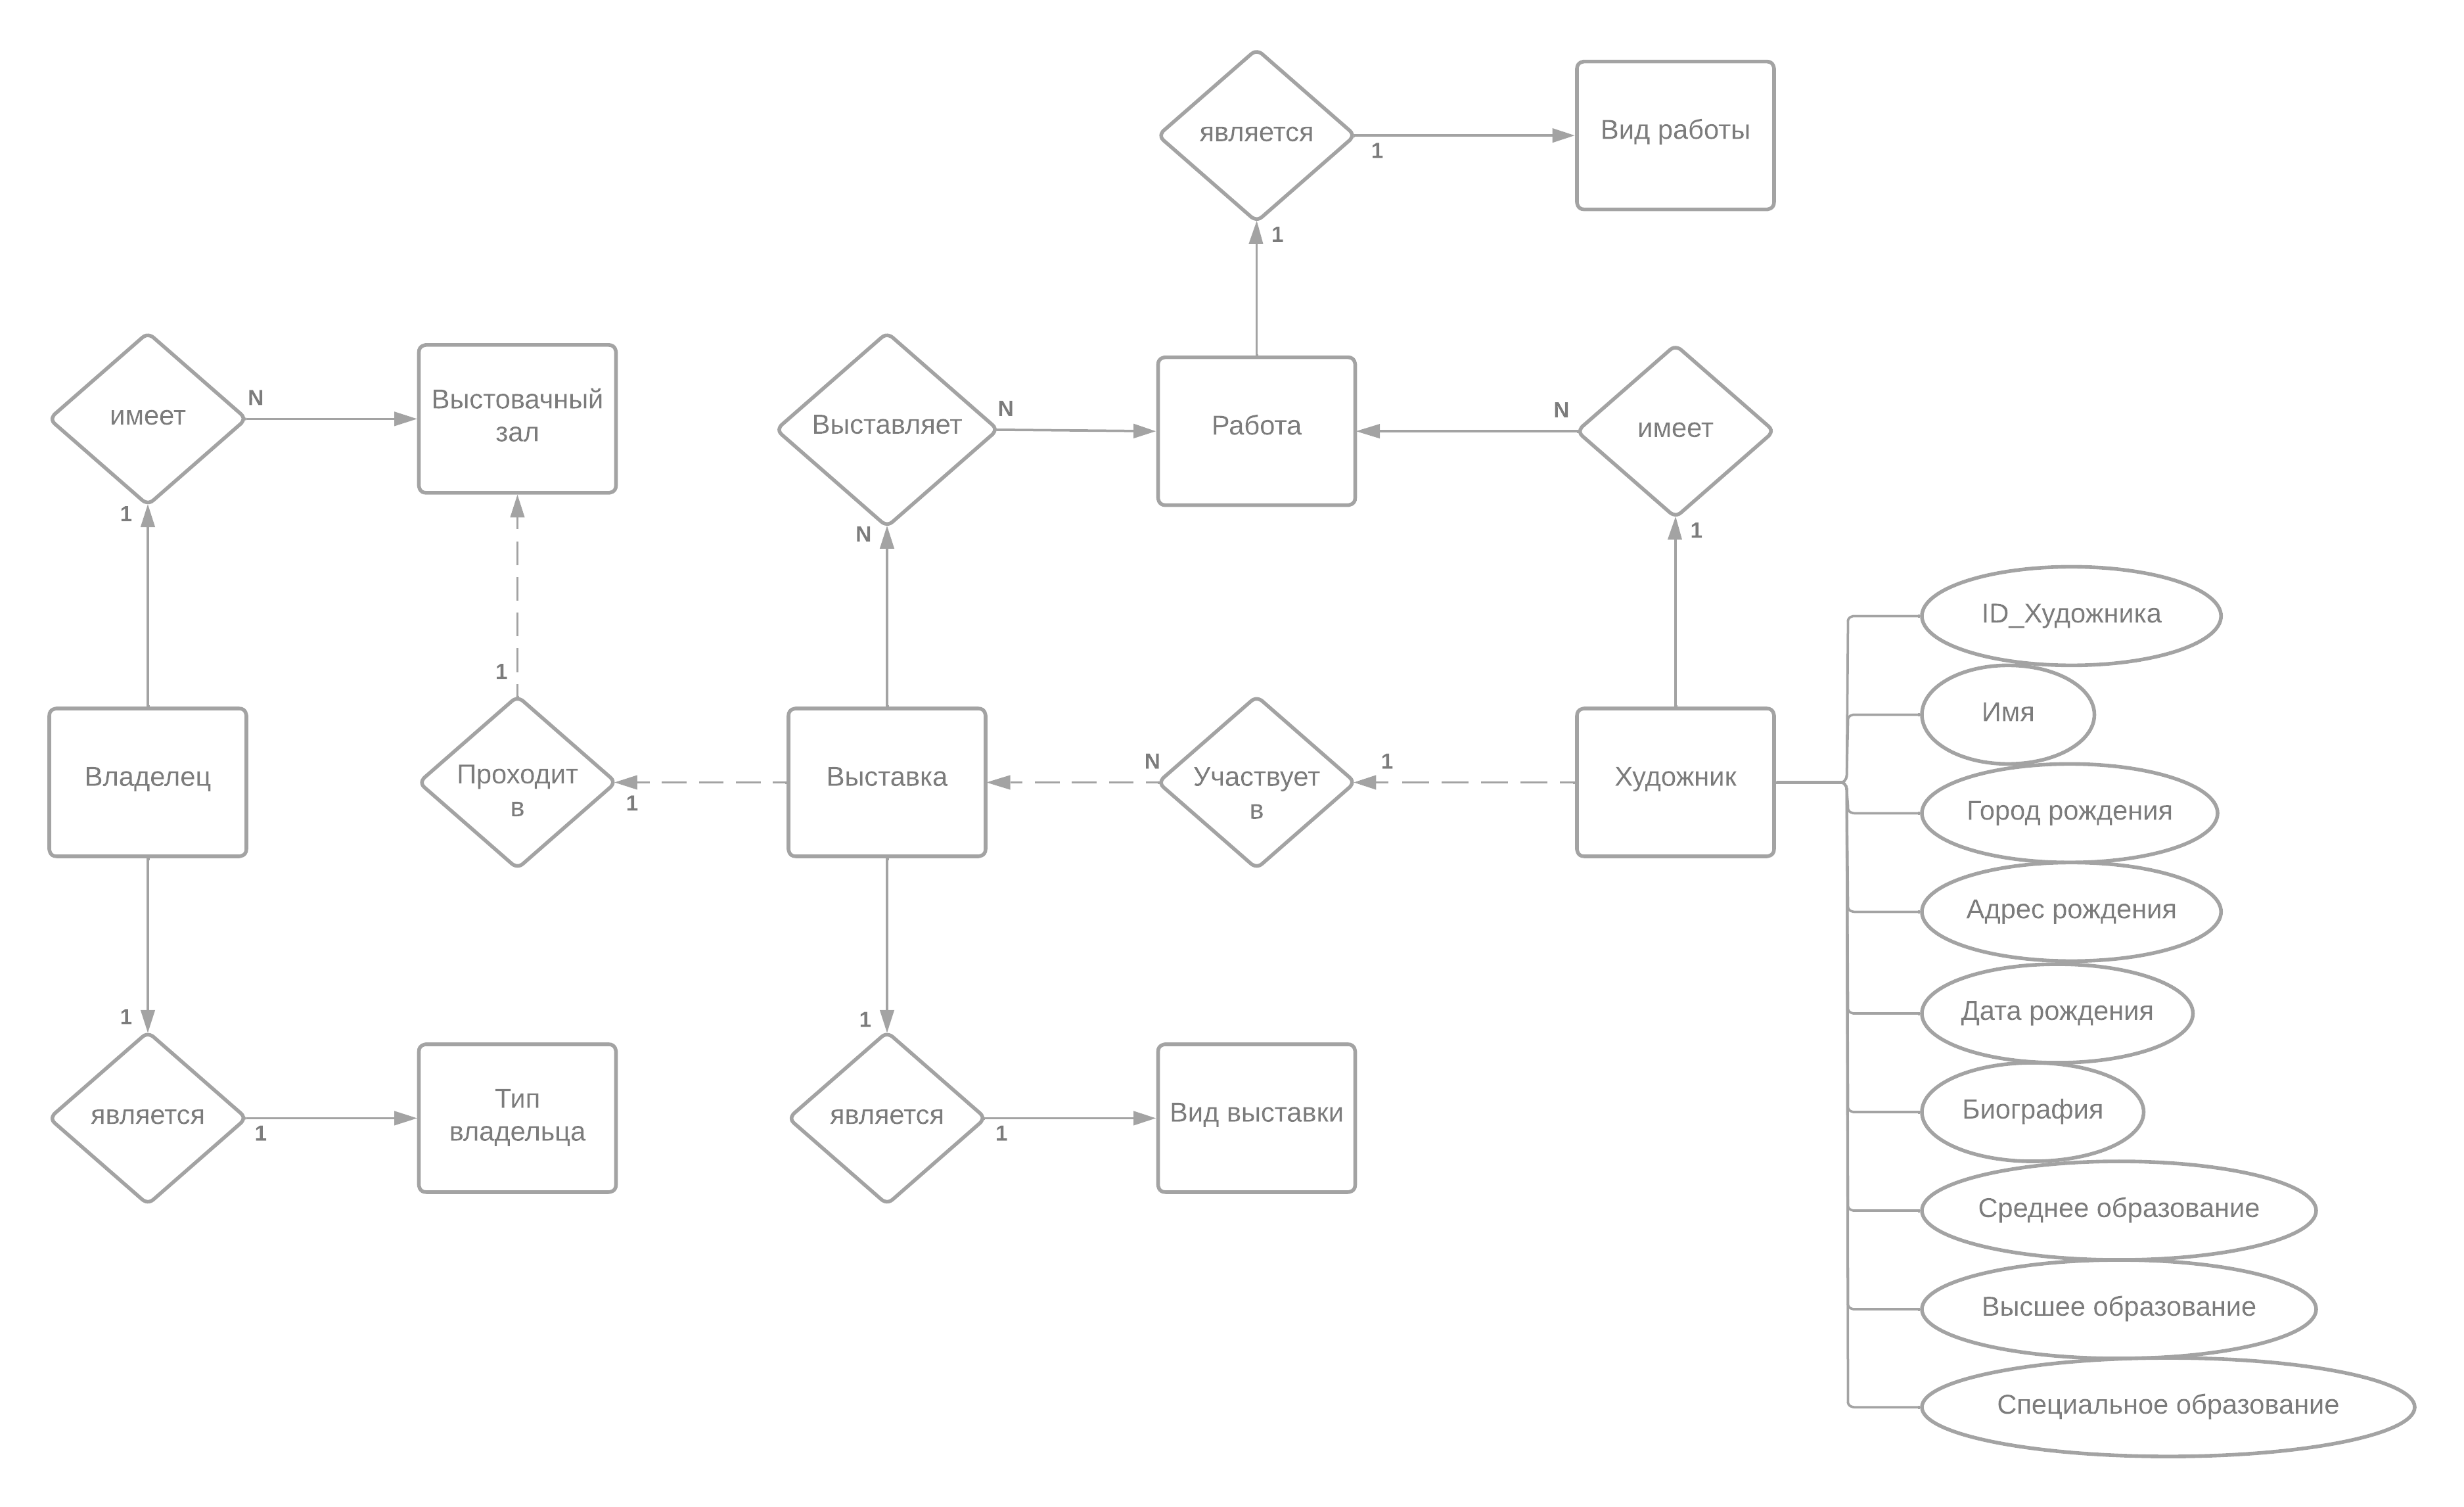 является
Вид работы
1
1
имеет
N
Выстовачный
зал
1
Выставляет
N
N
Работа
N
имеет
1
1
Владелец
Проходит
в
1
Выставка
N
Участвует
в
1
Художник
ID_Художника
Имя
Город рождения
Адрес рождения
Дата рождения
Биография
Среднее образование
Высшее образование
Специальное образование
1
является
1
Тип
владельца
1
является
1
Вид выставки